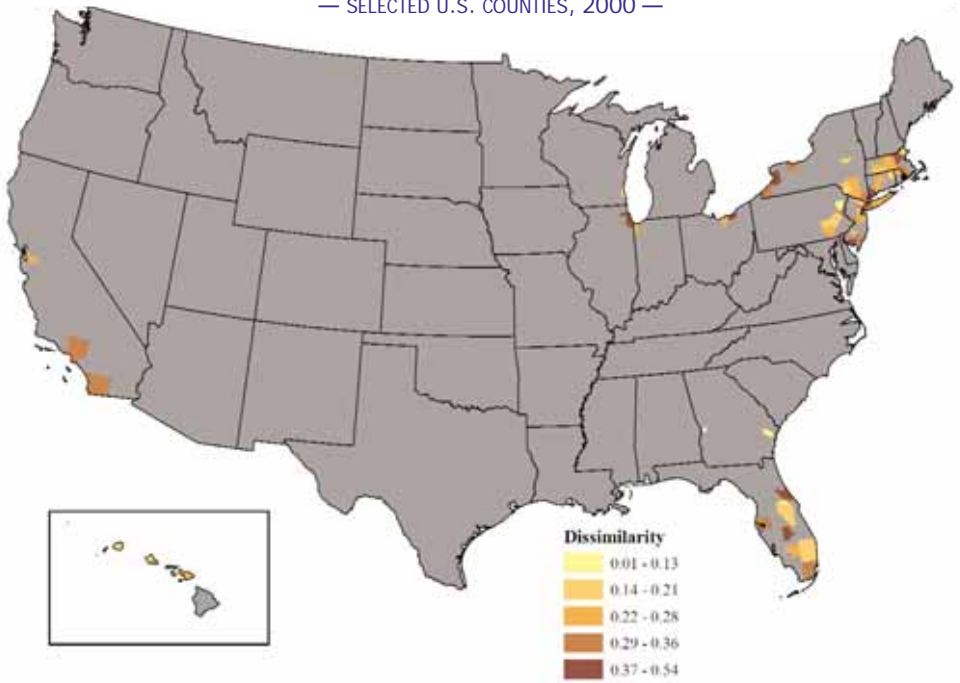 — SELECTED U.S. COUNTIES, 2000 —
Dissimilarity
0.01 - 0.13
0.14 - 0.21
0.22 - 0.28
0.29 - 0.36
0.37 - 0.54